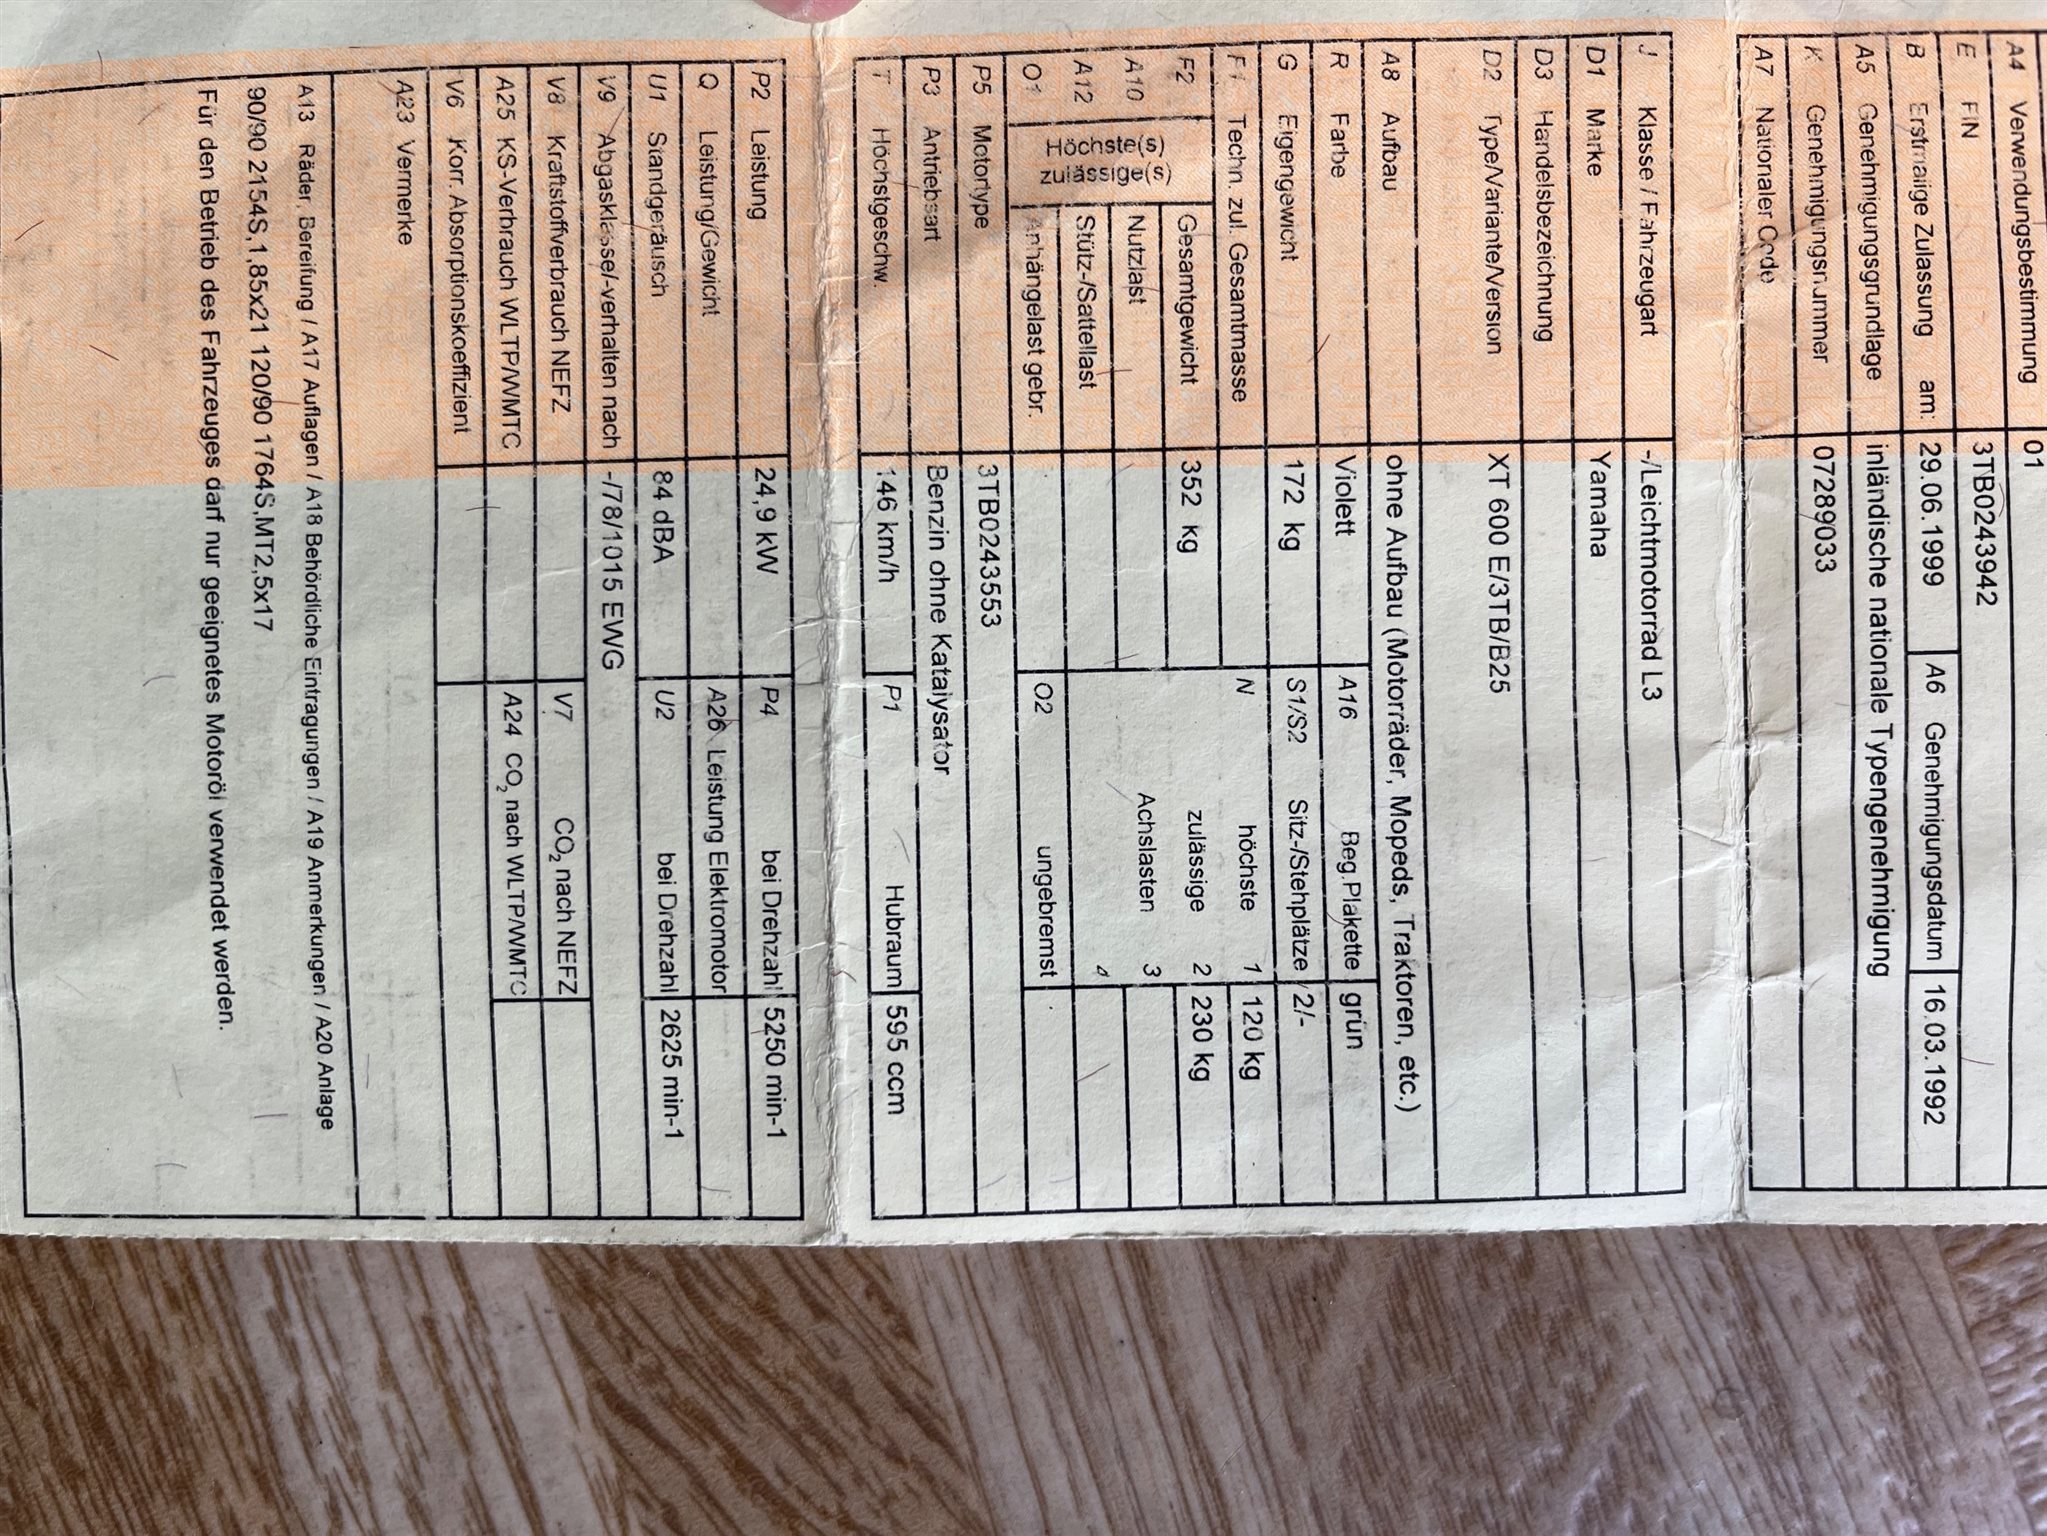 A4 Verwendungsbestimmung 01
E FIN 3TB0243942
B Erstmalige Zulassung am: 29.06.1999 A6 Genehmigungsdatum 16.03.1992
A5 Genehmigungsgrundlage inländische nationale Typengenehmigung
K Genehmigungsnummer 07289033
A7 Nationaler Code
J Klasse / Fahrzeugart -/Leichtmotorrad L3
D1 Marke Yamaha
D3 Handelsbezeichnung
D2 Type/Variante/Version XT 600 E/3TB/B25
A8 Aufbau ohne Aufbau (Motorräder, Mopeds, Traktoren, etc.)
R Farbe Violett A16 Beg.Plakette grün
G Eigengewicht 172 kg S1/S2 Sitz-/Stehplätze 2/-
F1 Techn. zul. Gesamtmasse N höchste 1 120 kg
F2 Höchste(s) zulässige(s) Gesamtgewicht 352 kg zulässige 2 230 kg
A10 Nutzlast Achslasten 3
A12 Stütz-/Sattellast 4
O1 Anhängelast gebr. O2 ungebremst
P5 Motortype 3TB0243553
P3 Antriebsart Benzin ohne Katalysator
T Höchstgeschw. 146 km/h P1 Hubraum 595 ccm
P2 Leistung 24,9 kW P4 bei Drehzahl 5250 min-1
Q Leistung/Gewicht A26 Leistung Elektromotor
U1 Standgeräusch 84 dBA U2 bei Drehzahl 2625 min-1
V9 Abgasklasse/-verhalten nach -/78/1015 EWG
V8 Kraftstoffverbrauch NEFZ V7 CO2 nach NEFZ
A25 KS-Verbrauch WLTP/WMTC A24 CO2 nach WLTP/WMTC
V6 Korr. Absorptionskoeffizient
A23 Vermerke
A13 Räder, Bereifung / A17 Auflagen / A18 Behördliche Eintragungen / A19 Anmerkungen / A20 Anlage
90/90 2154S,1,85x21 120/90 1764S,MT2,5x17
Für den Betrieb des Fahrzeuges darf nur geeignetes Motoröl verwendet werden.